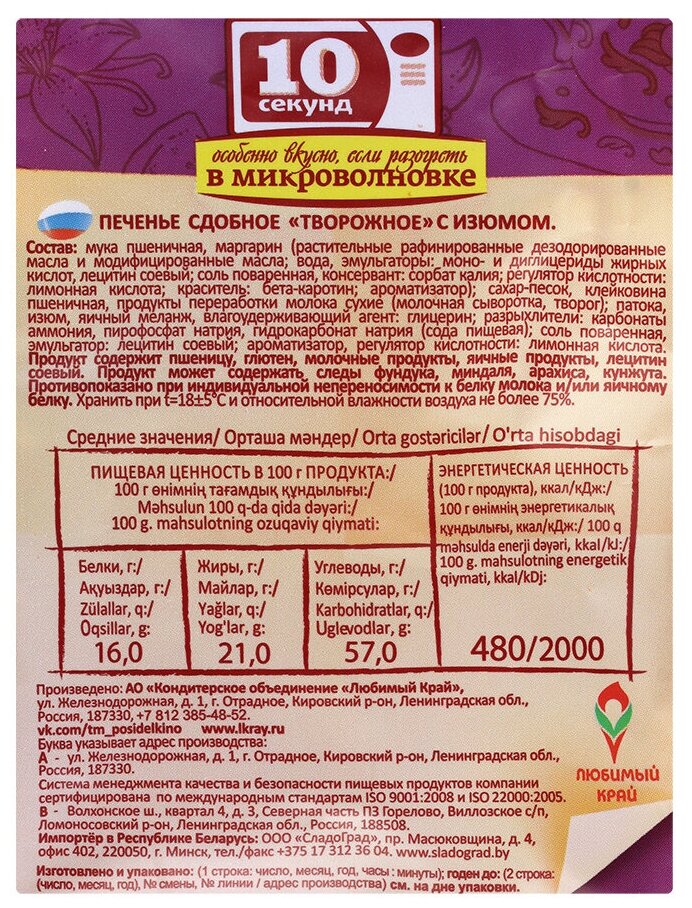 10
секунд
особенно вкусно, если разогреть
в микроволновке
ПЕЧЕНЬЕ СДОБНОЕ «ТВОРОЖНОЕ» С ИЗЮМОМ.
Состав: мука пшеничная, маргарин (растительные рафинированные дезодорированные
масла и модифицированные масла; вода, эмульгаторы: моно- и диглицериды жирных
кислот, лецитин соевый; соль поваренная, консервант: сорбат калия; регулятор кислотности:
лимонная кислота; краситель: бета-каротин; ароматизатор); сахар-песок, клейковина
пшеничная, продукты переработки молока сухие (молочная сыворотка, творог); патока,
изюм, яичный меланж, влагоудерживающий агент: глицерин; разрыхлители: карбонаты
аммония, пирофосфат натрия, гидрокарбонат натрия (сода пищевая); соль поваренная,
эмульгатор: лецитин соевый; ароматизатор, регулятор кислотности: лимонная кислота.
Продукт содержит пшеницу, глютен, молочные продукты, яичные продукты, лецитин
соевый. Продукт может содержать следы фундука, миндаля, арахиса, кунжута.
Противопоказано при индивидуальной непереносимости к белку молока и/или яичному
белку. Хранить при t=18±5°С и относительной влажности воздуха не более 75%.
Средние значения/ Орташа мәндер/ Orta gostəricilər/ O'rta hisobdagi
ПИЩЕВАЯ ЦЕННОСТЬ В 100 г ПРОДУКТА:/
100 г өнімнің тағамдық құндылығы:/
Məhsulun 100 q-da qida dəyəri:/
100 g. mahsulotning ozuqaviy qiymati:
ЭНЕРГЕТИЧЕСКАЯ ЦЕННОСТЬ
(100 г продукта), ккал/кДж:/
100 г өнімнің энергетикалық
құндылығы, ккал/кДж:/ 100 q
məhsulda enerji dəyəri, kkal/kJ:/
100 g. mahsulotning energetik
qiymati, kkal/kDj:
480/2000
Белки, г:/
Ақуыздар, г:/
Zülallar, q:/
Oqsillar, g:
16,0
Жиры, г:/
Майлар, г:/
Yağlar, q:/
Yog'lar, g:
21,0
Углеводы, г:/
Көмірсулар, г:/
Karbohidratlar, q:/
Uglevodlar, g:
57,0
Произведено: АО «Кондитерское объединение «Любимый Край»,
ул. Железнодорожная, д. 1, г. Отрадное, Кировский р-он, Ленинградская обл.,
Россия, 187330, +7 812 385-48-52.
vk.com/tm_posidelkino www.lkray.ru
Буква указывает адрес производства:
А - ул. Железнодорожная, д. 1, г. Отрадное, Кировский р-он, Ленинградская обл.,
Россия, 187330.
Система менеджмента качества и безопасности пищевых продуктов компании
сертифицирована по международным стандартам ISO 9001:2008 и ISO 22000:2005.
В - Волхонское ш., квартал 4, д. 3, Северная часть ПЗ Горелово, Виллозское с/п,
Ломоносовский р-он, Ленинградская обл., Россия, 188508.
Импортёр в Республике Беларусь: ООО «СладоГрад», пр. Масюковщина, д. 4,
офис 402, 220050, г. Минск, тел./факс +375 17 312 36 04. www.sladograd.by
Изготовлено и упаковано: (1 строка: число, месяц, год, часы : минуты); годен до: (2 строка:
(число, месяц, год), № смены, № линии / адрес производства) см. на дне упаковки.
ЛЮБИМЫЙ
КРАЙ